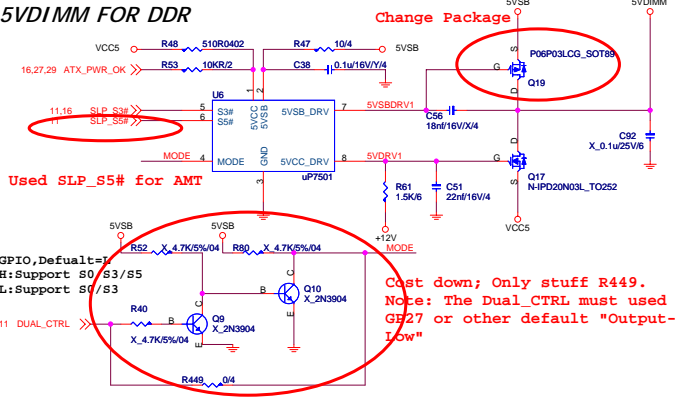 5VDIMM FOR DDR
Change Package
5VSB
5VDIMM
VCC5
R48
510R0402
R47
10/4
5VSB
16,27,29 ATX_PWR_OK
R53
10KR/2
C38
0.1u/16V/Y/4
S
P06P03LCG_SOT89
G
Q19
D
U6
1
2
5VCC
5VSB
11,16 SLP_S3#
5
S3#
5VSB_DRV
7
5VSBDRV1
11 SLP_S5#
6
S5#
C56
18nf/16V/X/4
C92
X_0.1u/25V/6
MODE
4
MODE
GND
5VCC_DRV
8
5VDRV1
3
uP7501
D
G
Q17
N-IPD20N03L_TO252
S
VCC5
Used SLP_S5# for AMT
R61
1.5K/6
C51
22nf/16V/4
+12V
5VSB
5VSB
R52
X_4.7K/5%/04
R80
X_4.7K/5%/04
MODE
GPIO,Defualt=L
H:Support S0/S3/S5
L:Support S0/S3
C
B
Q10
X_2N3904
E
Cost down; Only stuff R449.
Note: The Dual_CTRL must used
GP27 or other default "Output-
Low"
11 DUAL_CTRL
R40
X_4.7K/5%/04
C
B
Q9
X_2N3904
E
R449
0/4